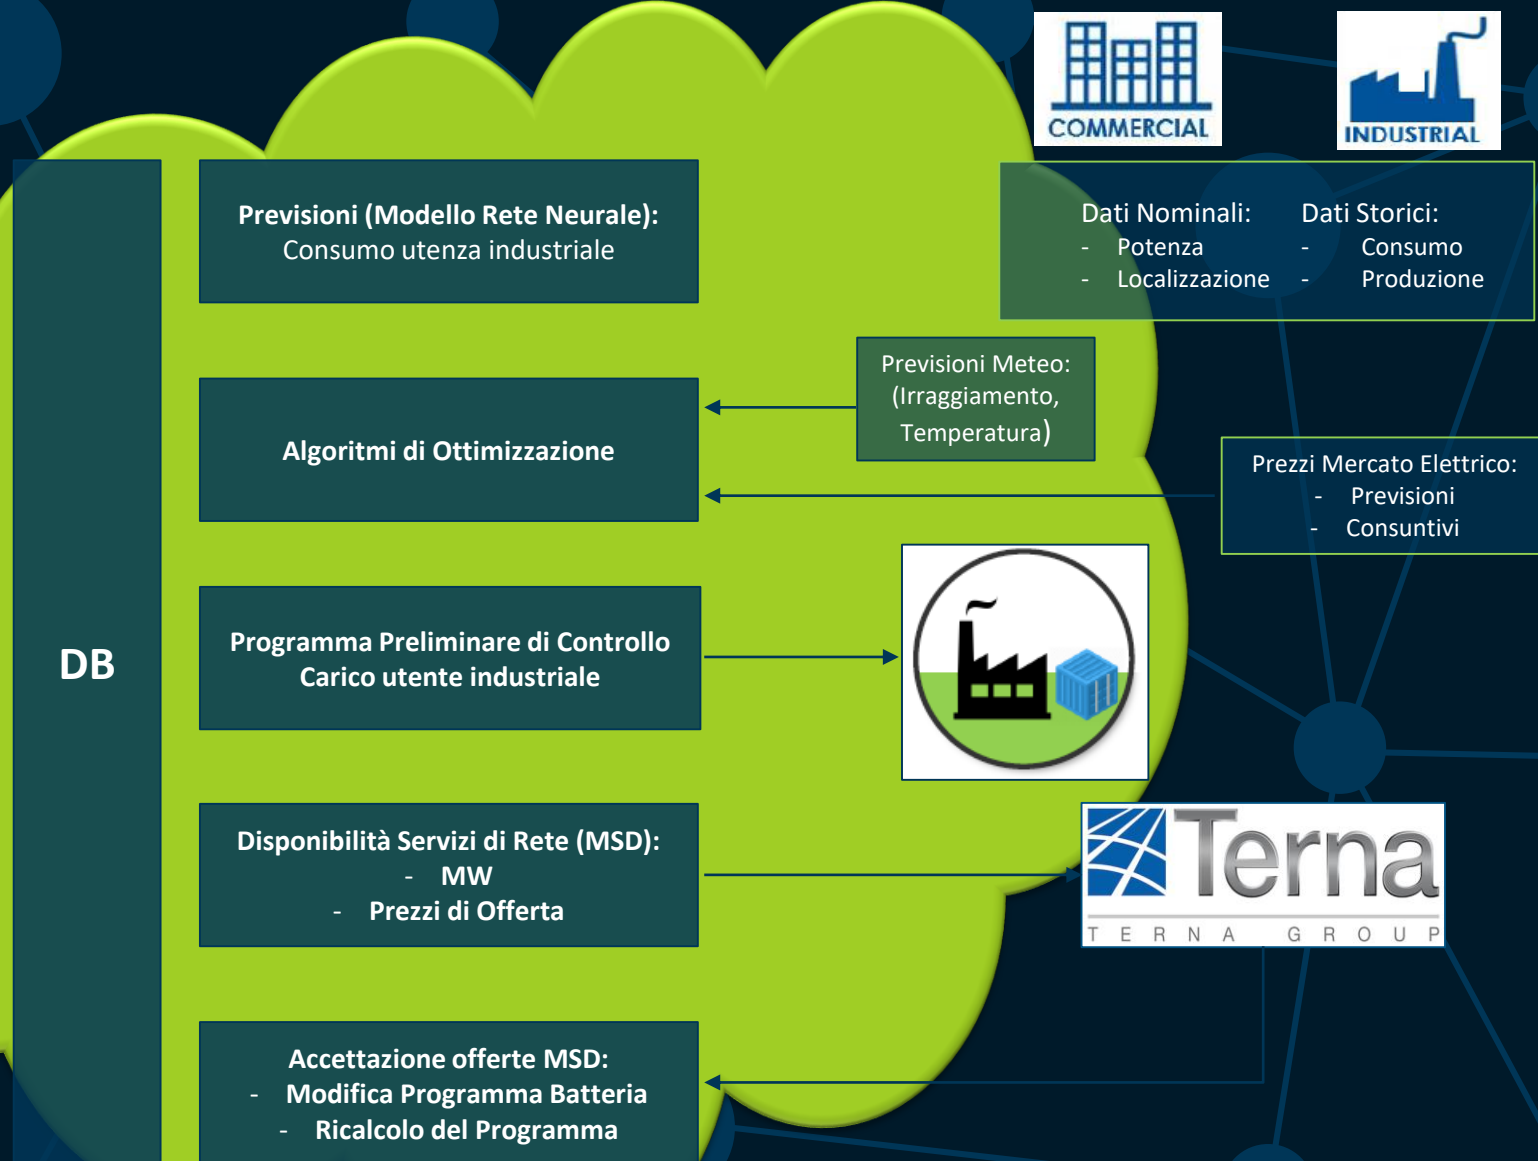 COMMERCIAL
INDUSTRIAL
Previsioni (Modello Rete Neurale):
Consumo utenza industriale
Dati Nominali:
- Potenza
- Localizzazione
Dati Storici:
- Consumo
- Produzione
Previsioni Meteo:
(Irraggiamento,
Temperatura)
Algoritmi di Ottimizzazione
Prezzi Mercato Elettrico:
- Previsioni
- Consuntivi
DB
Programma Preliminare di Controllo
Carico utente industriale
Disponibilità Servizi di Rete (MSD):
- MW
- Prezzi di Offerta
Terna
TERNA GROUP
Accettazione offerte MSD:
- Modifica Programma Batteria
- Ricalcolo del Programma